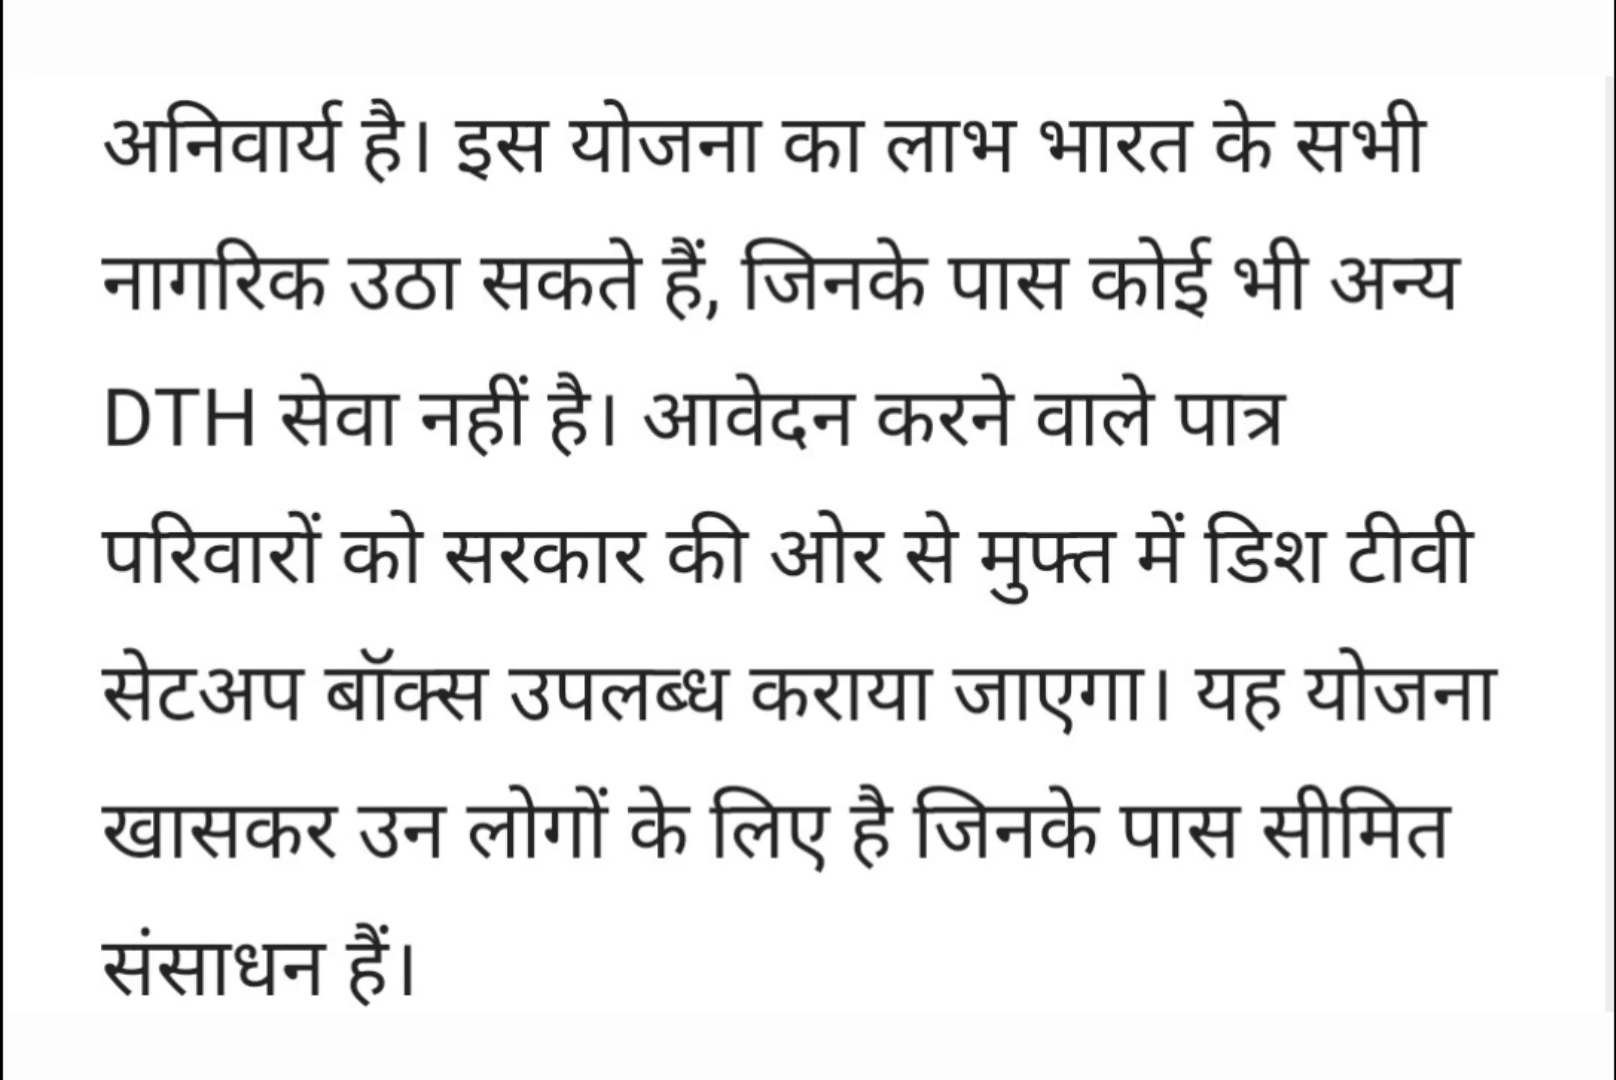 अनिवार्य है। इस योजना का लाभ भारत के सभी
नागरिक उठा सकते हैं, जिनके पास कोई भी अन्य
DTH सेवा नहीं है। आवेदन करने वाले पात्र
परिवारों को सरकार की ओर से मुफ्त में डिश टीवी
सेटअप बॉक्स उपलब्ध कराया जाएगा। यह योजना
खासकर उन लोगों के लिए है जिनके पास सीमित
संसाधन हैं।